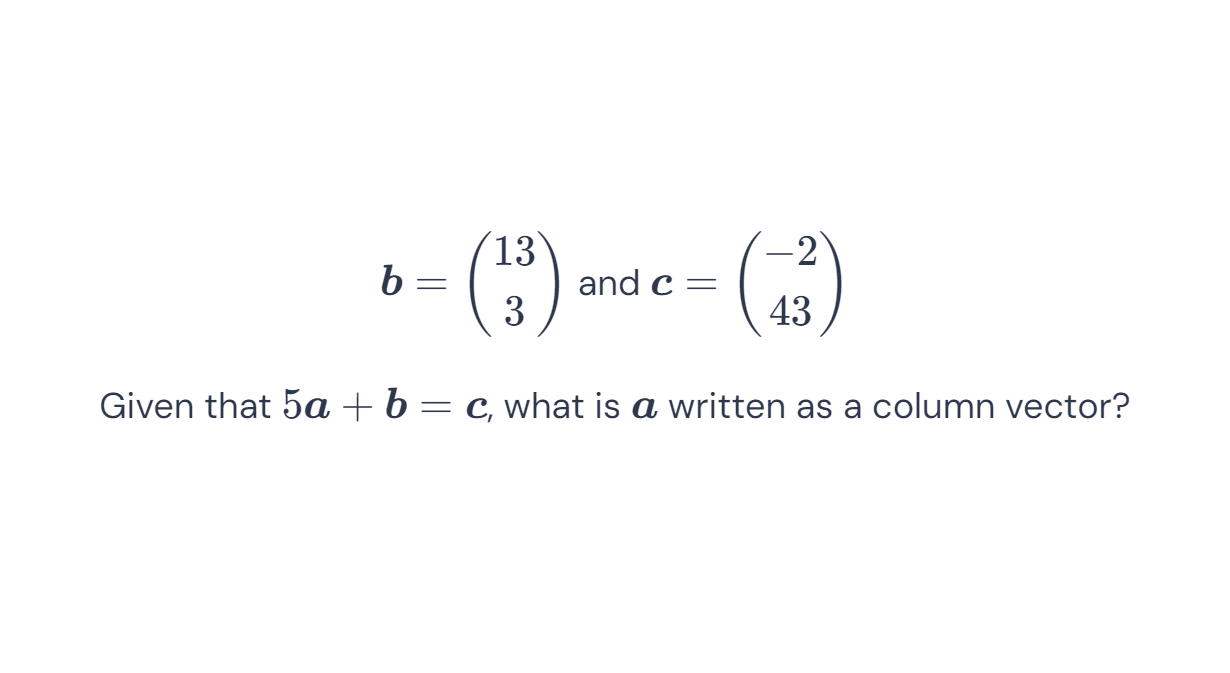 b = (13 3) and c = (−2 43)
Given that 5a + b = c, what is a written as a column vector?